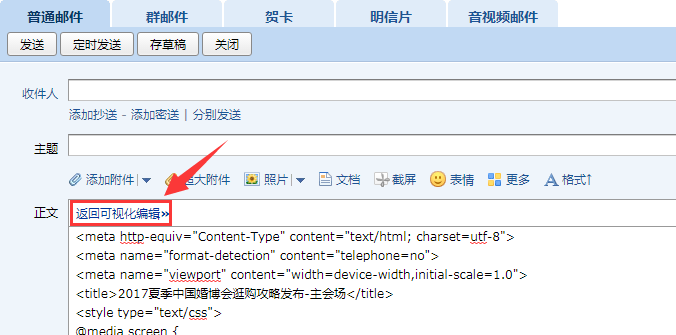 普通邮件 群邮件 贺卡 明信片 音视频邮件
发送 定时发送 存草稿 关闭
收件人
添加抄送 - 添加密送 | 分别发送
主题
添加附件 | 大附件 照片 | 文档 截屏 表情 更多 格式↑
正文 返回可视化编辑»
<meta http-equiv="Content-Type" content="text/html; charset=utf-8">
<meta name="format-detection" content="telephone=no">
<meta name="viewport" content="width=device-width,initial-scale=1.0">
<title>2017夏季中国婚博会逛购攻略发布-主会场</title>
<style type="text/css">
@media screen {